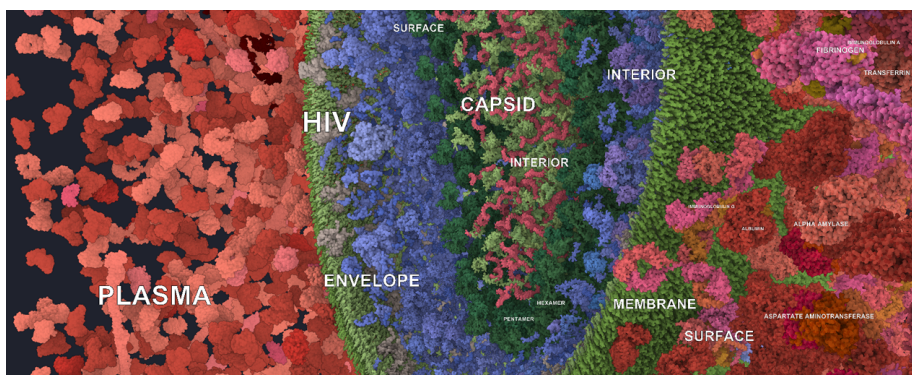 SURFACE
IMMUNOGLOBULIN A
FIBRINOGEN
TRANSFERRIN
INTERIOR
CAPSID
HIV
INTERIOR
IMMUNOGLOBULIN G
ALBUMIN
ALPHA AMYLASE
ENVELOPE
PLASMA
HEXAMER
MEMBRANE
PENTAMER
ASPARTATE AMINOTRANSFERASE
SURFACE